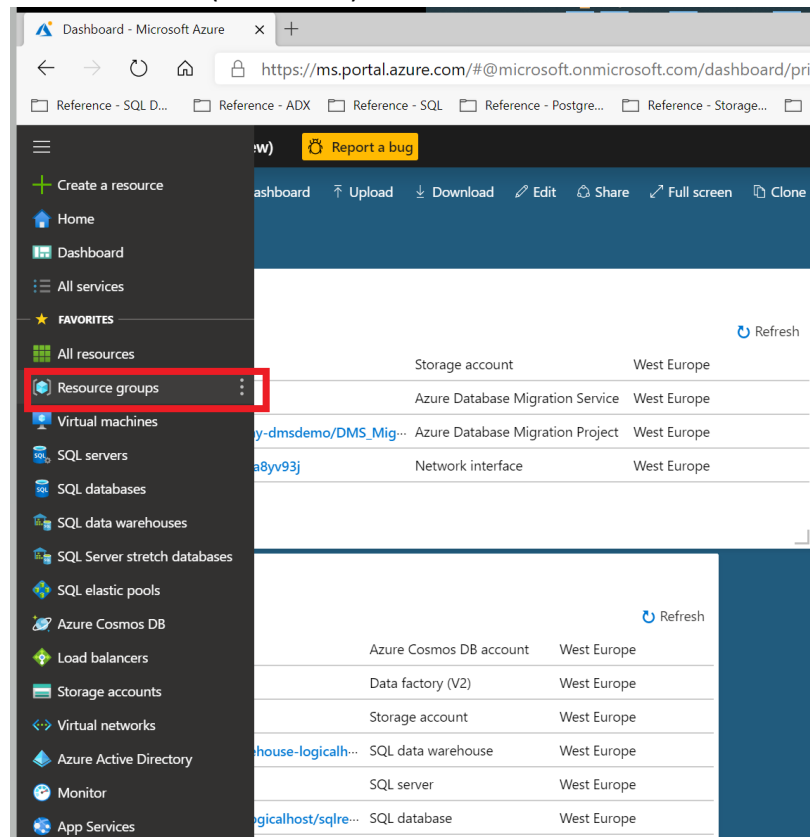 Dashboard - Microsoft Azure
https://ms.portal.azure.com/#@microsoft.onmicrosoft.com/dashboard/pri
Reference - SQL D... Reference - ADX Reference - SQL Reference - Postgre... Reference - Storage...
ew) Report a bug
Create a resource
ashboard Upload Download Edit Share Full screen Clone
Home
Dashboard
All services
FAVORITES
Refresh
All resources
Storage account West Europe
Resource groups
Azure Database Migration Service West Europe
Virtual machines
ay-dmsdemo/DMS_Mig... Azure Database Migration Project West Europe
SQL servers
a8yv93j Network interface West Europe
SQL databases
SQL data warehouses
SQL Server stretch databases
SQL elastic pools
Refresh
Azure Cosmos DB
Azure Cosmos DB account West Europe
Load balancers
Data factory (V2) West Europe
Storage accounts
Storage account West Europe
Virtual networks
ehouse-logicalh... SQL data warehouse West Europe
Azure Active Directory
SQL server West Europe
Monitor
ogicalhost/sqlre... SQL database West Europe
App Services